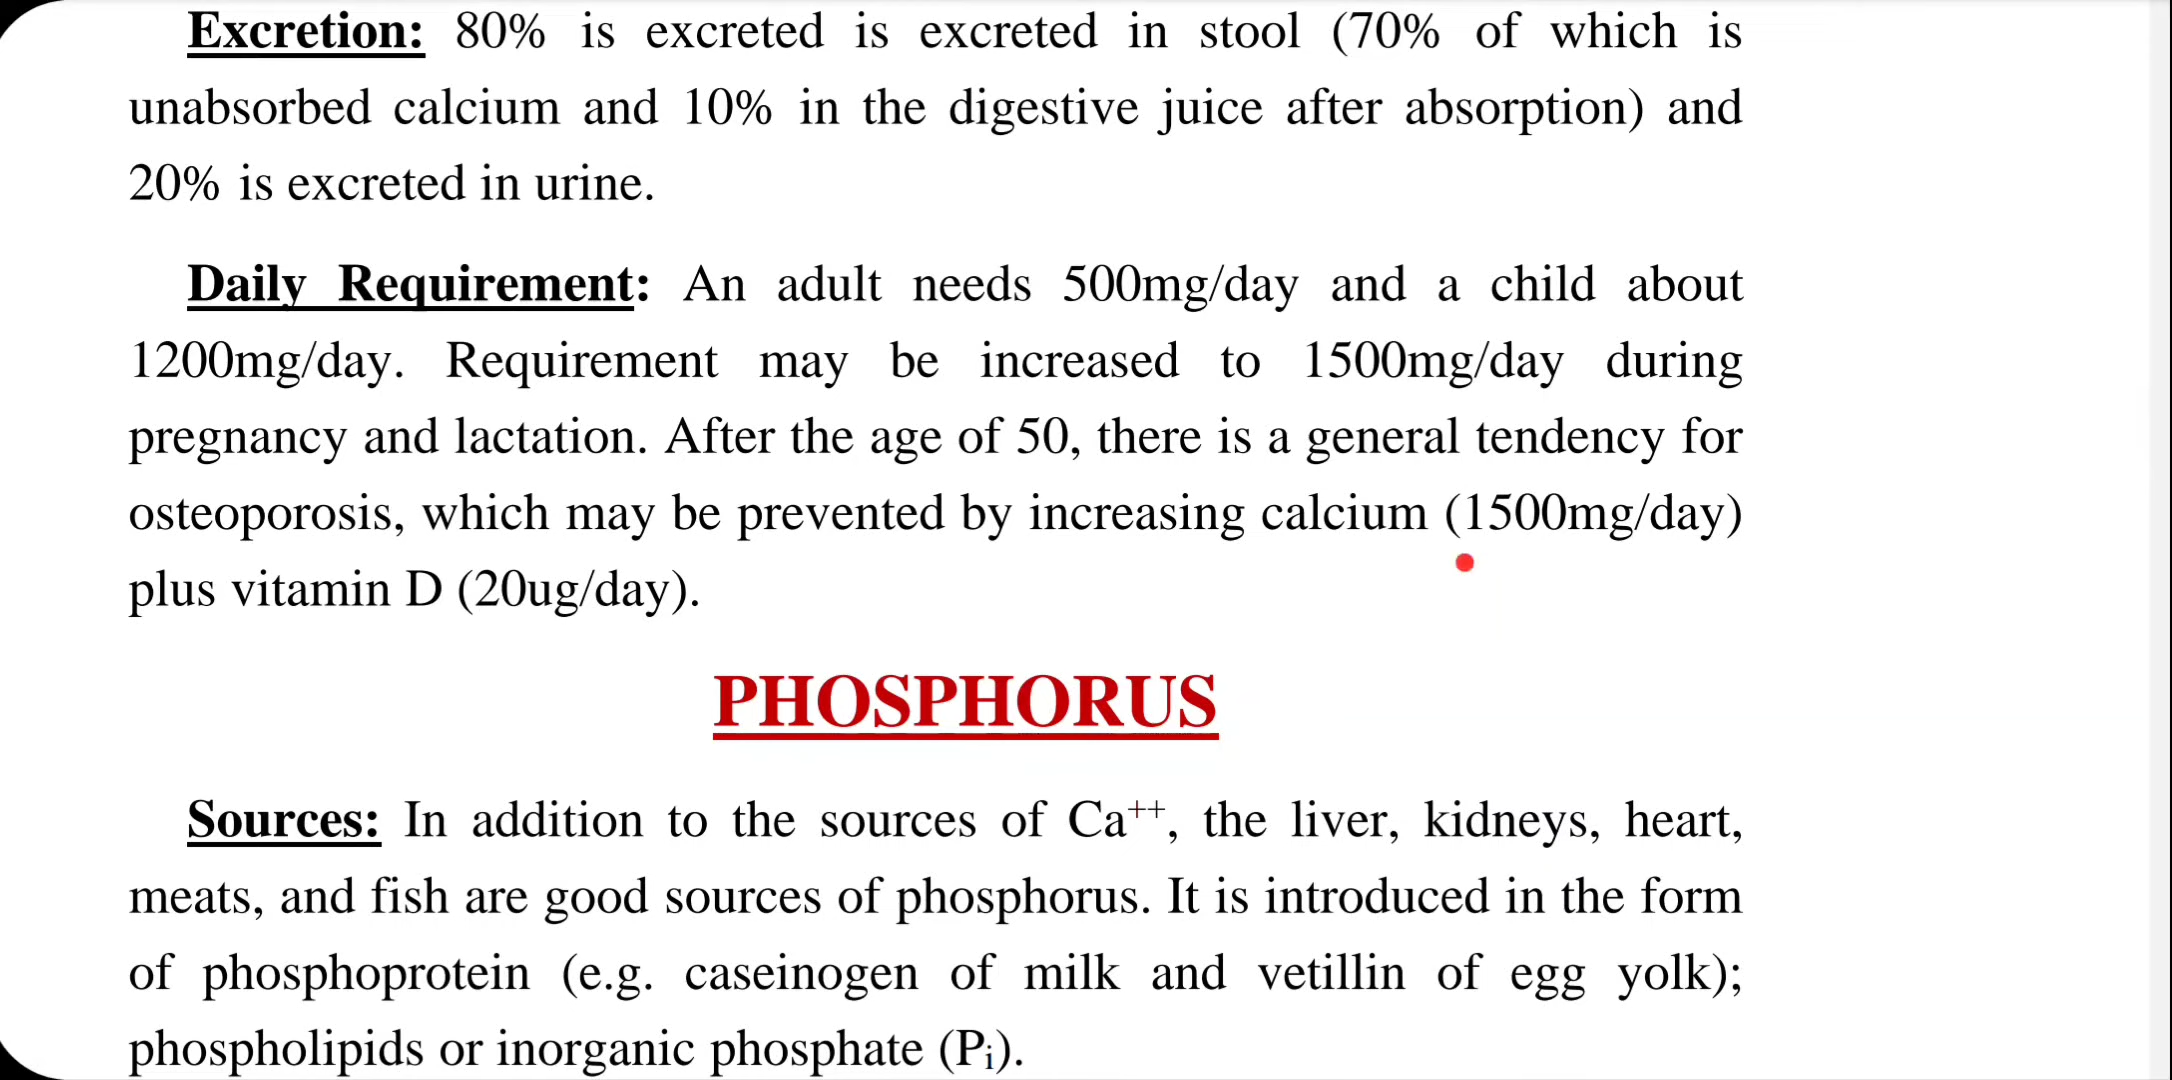 Excretion: 80% is excreted is excreted in stool (70% of which is
unabsorbed calcium and 10% in the digestive juice after absorption) and
20% is excreted in urine.
Daily Requirement: An adult needs 500mg/day and a child about
1200mg/day. Requirement may be increased to 1500mg/day during
pregnancy and lactation. After the age of 50, there is a general tendency for
osteoporosis, which may be prevented by increasing calcium (1500mg/day)
plus vitamin D (20ug/day).
PHOSPHORUS
Sources: In addition to the sources of Ca⁺⁺, the liver, kidneys, heart,
meats, and fish are good sources of phosphorus. It is introduced in the form
of phosphoprotein (e.g. caseinogen of milk and vetillin of egg yolk);
phospholipids or inorganic phosphate (Pᵢ).